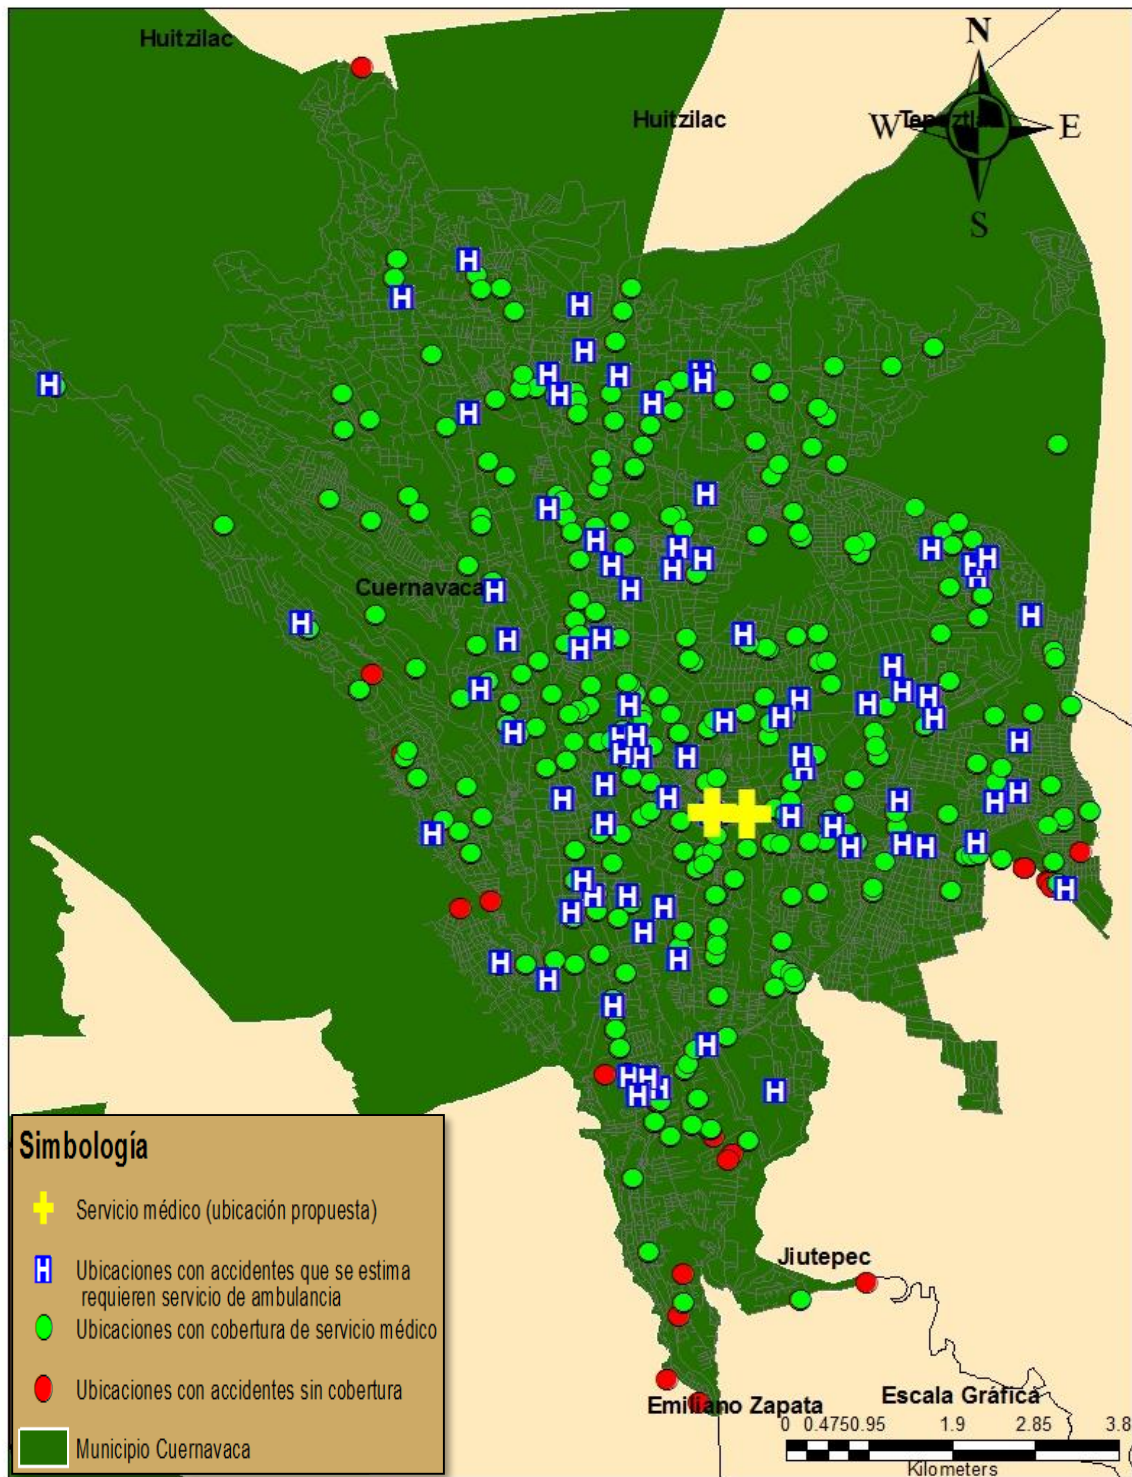 Huitzilac
N
Huitzilac
W
E
S
Cuernavaca
Simbología
Servicio médico (ubicación propuesta)
H Ubicaciones con accidentes que se estima
requieren servicio de ambulancia
Ubicaciones con cobertura de servicio médico
Ubicaciones con accidentes sin cobertura
Municipio Cuernavaca
Jiutepec
Emiliano Zapata
Escala Gráfica
0 0.475 0.95 1.9 2.85 3.8
Kilometers